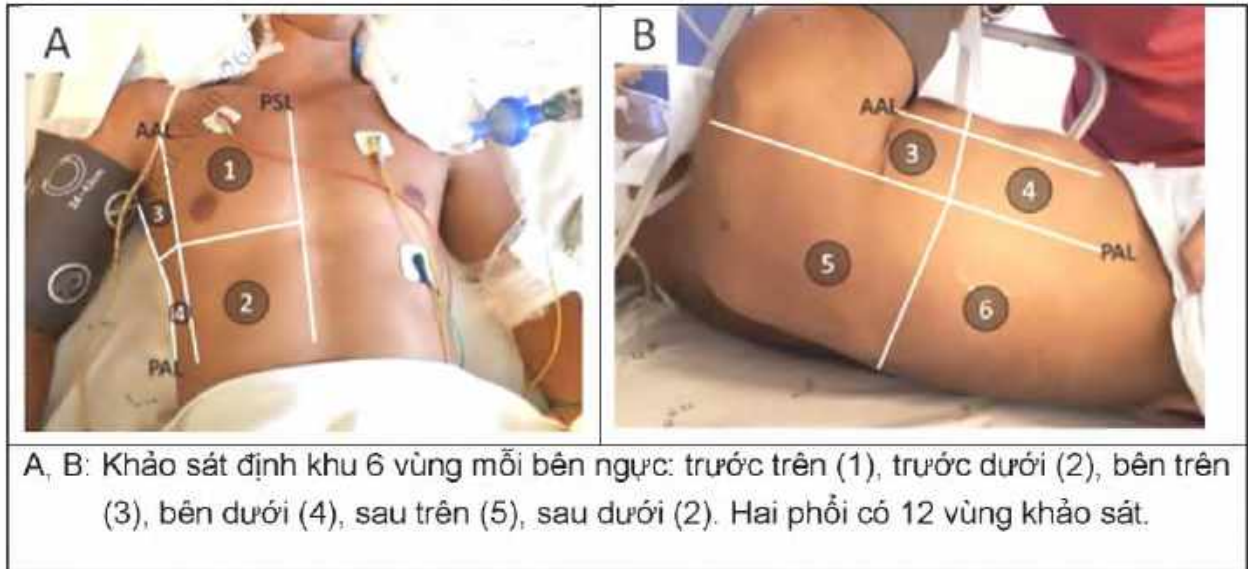 A
PSL
AAL
1
3
2
4
PAL
24-43cm
B
AAL
3
4
PAL
5
6
A, B: Khảo sát định khu 6 vùng mỗi bên ngực: trước trên (1), trước dưới (2), bên trên
(3), bên dưới (4), sau trên (5), sau dưới (2). Hai phổi có 12 vùng khảo sát.